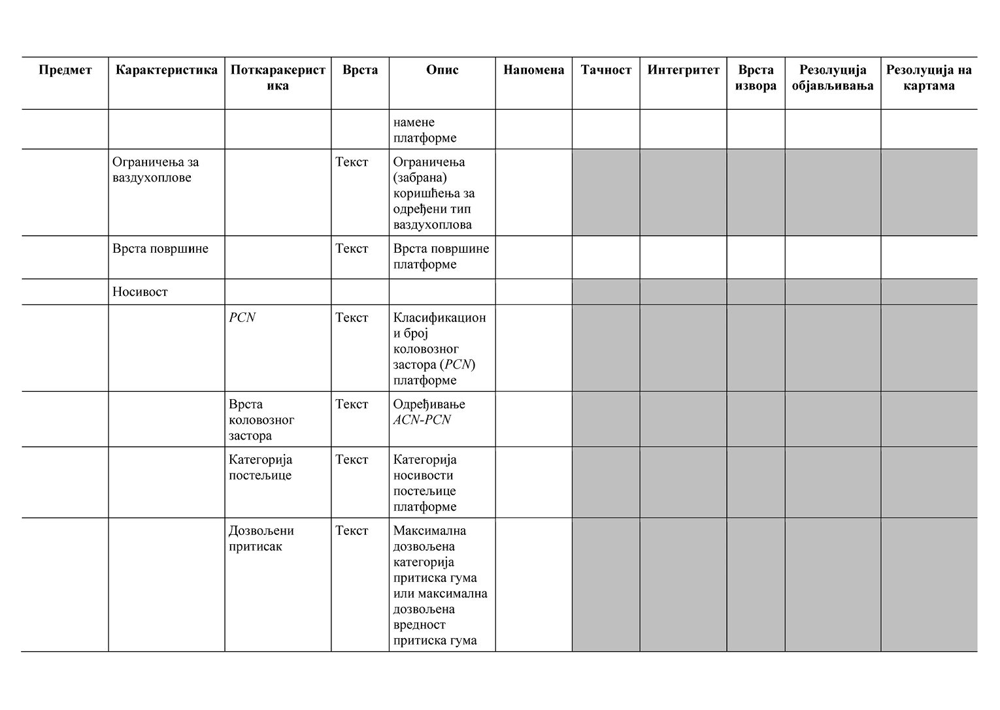 Предмет Карактеристика Поткаракерист Врста Опис Напомена Тачност Интегритет Врста Резолуција Резолуција на
ика извора објављивања картама
намене
платформе
Ограничења за Текст Ограничења
ваздухоплове (забрана)
коришћења за
одређени тип
ваздухоплова
Врста површине Текст Врста површине
платформе
Носивост
PCN Текст Класификацион
и број
коловозног
застора (PCN)
платформе
Врста Текст Одређивање
коловозног ACN-PCN
застора
Категорија Текст Категорија
постељице носивости
постељице
платформе
Дозвољени Текст Максимална
притисак дозвољена
категорија
притиска гума
или максимална
дозвољена
вредност
притиска гума